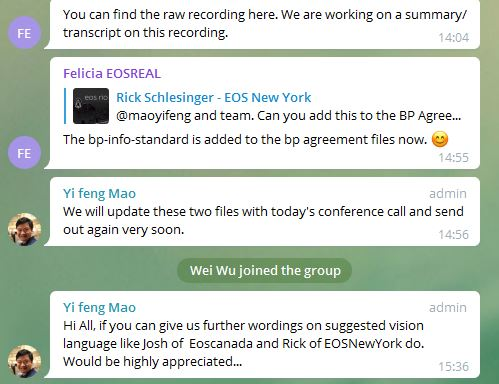 You can find the raw recording here. We are working on a summary/
transcript on this recording.
14:04
FE
Felicia EOSREAL
eos rio
Rick Schlesinger - EOS New York
@maoyifeng and team. Can you add this to the BP Agree...
The bp-info-standard is added to the bp agreement files now. 😊
14:55
FE
Yi feng Mao
admin
We will update these two files with today's conference call and send
out again very soon.
14:56
Wei Wu joined the group
Yi feng Mao
admin
Hi All, if you can give us further wordings on suggested vision
language like Josh of Eoscanada and Rick of EOSNewYork do.
Would be highly appreciated...
15:36